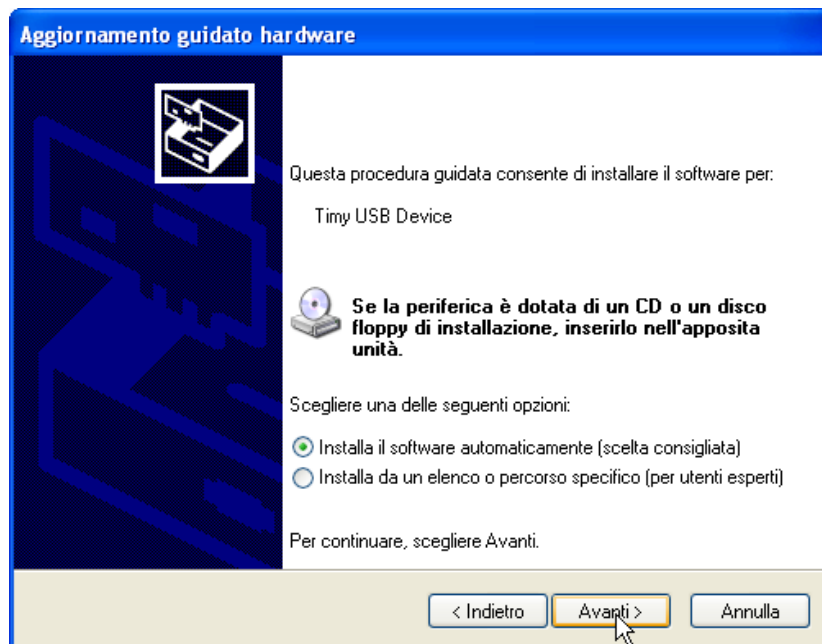 Aggiornamento guidato hardware
Questa procedura guidata consente di installare il software per:
Timy USB Device
Se la periferica è dotata di un CD o un disco
floppy di installazione, inserirlo nell'apposita
unità.
Scegliere una delle seguenti opzioni:
Installa il software automaticamente (scelta consigliata)
Installa da un elenco o percorso specifico (per utenti esperti)
Per continuare, scegliere Avanti.
< Indietro Avanti > Annulla